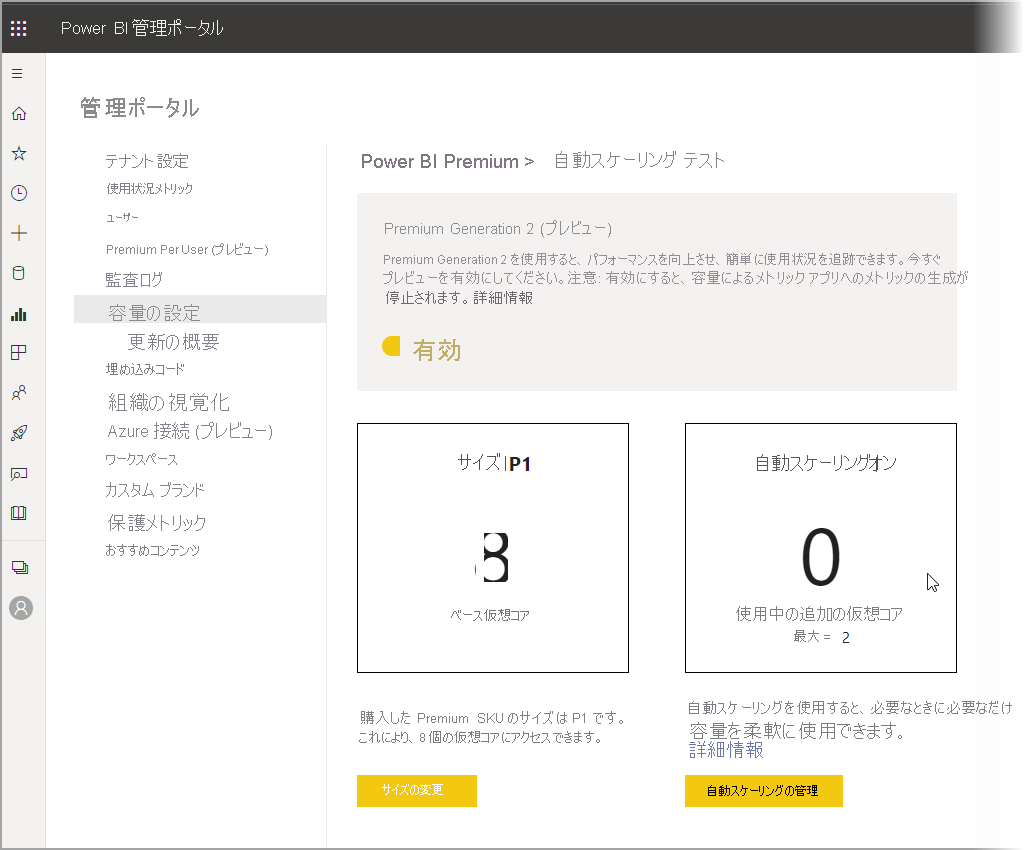 Power BI 管理ポータル
管理ポータル
テナント設定
使用状況メトリック
ユーザー
Premium Per User (プレビュー)
監査ログ
容量の設定
更新の概要
埋め込みコード
組織の視覚化
Azure 接続 (プレビュー)
ワークスペース
カスタム ブランド
保護メトリック
おすすめコンテンツ
Power BI Premium > 自動スケーリング テスト
Premium Generation 2 (プレビュー)
Premium Generation 2 を使用すると、パフォーマンスを向上させ、簡単に使用状況を追跡できます。今すぐ
プレビューを有効にしてください。注意: 有効にすると、容量によるメトリック アプリへのメトリックの生成が
停止されます。詳細情報
有効
サイズ|P1
8
ベース仮想コア
購入した Premium SKU のサイズは P1 です。
これにより、8 個の仮想コアにアクセスできます。
サイズの変更
自動スケーリングオン
0
使用中の追加の仮想コア
最大 = 2
自動スケーリングを使用すると、必要なときに必要なだけ
容量を柔軟に使用できます。
詳細情報
自動スケーリングの管理